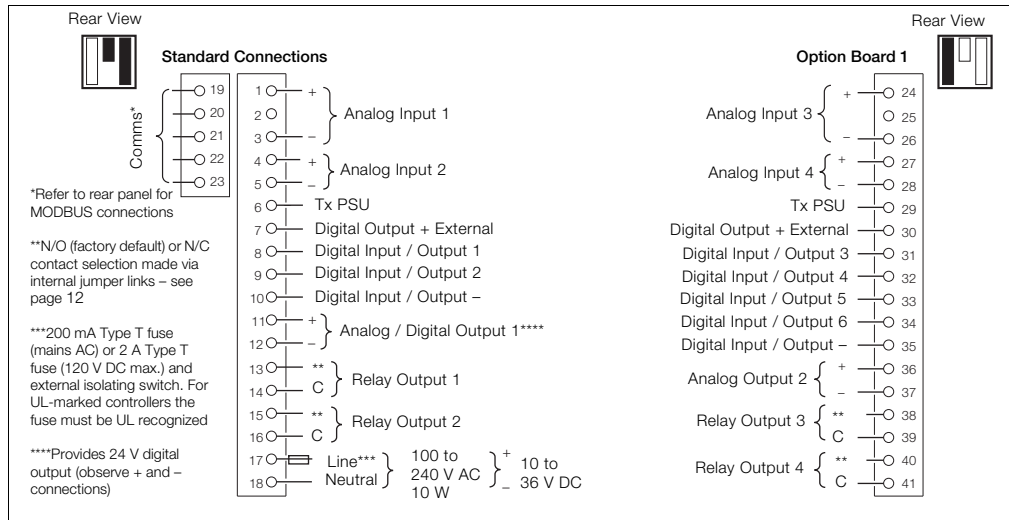 Rear View
Standard Connections
19
20
21
22
23
Comms*
1 +
2
3 –
Analog Input 1
4 +
5 –
Analog Input 2
6 Tx PSU
7 Digital Output + External
8 Digital Input / Output 1
9 Digital Input / Output 2
10 Digital Input / Output –
11 +
12 –
Analog / Digital Output 1****
13 **
14 C
Relay Output 1
15 **
16 C
Relay Output 2
17 Line***
18 Neutral
100 to
240 V AC
10 W
+
–
10 to
36 V DC
*Refer to rear panel for
MODBUS connections
**N/O (factory default) or N/C
contact selection made via
internal jumper links – see
page 12
***200 mA Type T fuse
(mains AC) or 2 A Type T
fuse (120 V DC max.) and
external isolating switch. For
UL-marked controllers the
fuse must be UL recognized
****Provides 24 V digital
output (observe + and –
connections)
Rear View
Option Board 1
Analog Input 3
+ 24
25
– 26
Analog Input 4
+ 27
– 28
Tx PSU 29
Digital Output + External 30
Digital Input / Output 3 31
Digital Input / Output 4 32
Digital Input / Output 5 33
Digital Input / Output 6 34
Digital Input / Output – 35
Analog Output 2
+ 36
– 37
Relay Output 3
** 38
C 39
Relay Output 4
** 40
C 41